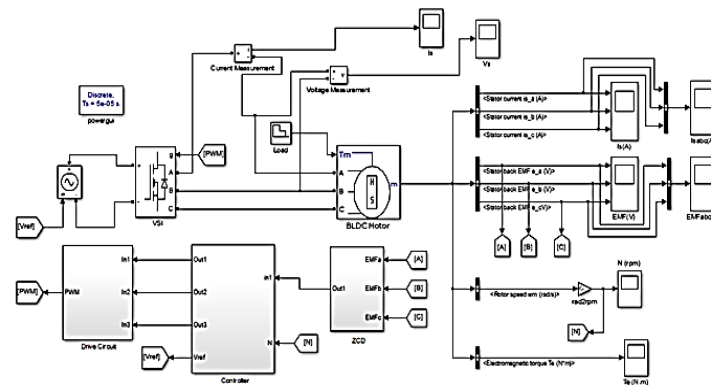 Is
Current Measurement
Vs
Voltage Measurement
Discrete,
Ts = 5e-05 s.
powergui
Load
[PWM]
g
A
B
C
VSI
[Vref]
Tm
A
B
C
N
S
m
BLDC Motor
<Stator current is_a (A)>
<Stator current is_b (A)>
<Stator current is_c (A)>
Is(A)
Isabc(A
<Stator back EMF e_a (V)>
<Stator back EMF e_b (V)>
<Stator back EMF e_c(V)>
EMF(V)
EMFabc
[A]
[B]
[C]
N (rpm)
<Rotor speed wm (rad/s)>
rad2rpm
[N]
<Electromagnetic torque Te (N*m)>
Te (N.m)
[PWM]
PWM
In1
In2
In3
Drive Circuit
Out1
Out2
Out3
Vref
in1
N
Controller
[Vref]
[N]
Out1
EMFa
EMFb
EMFc
ZCD
[A]
[B]
[C]